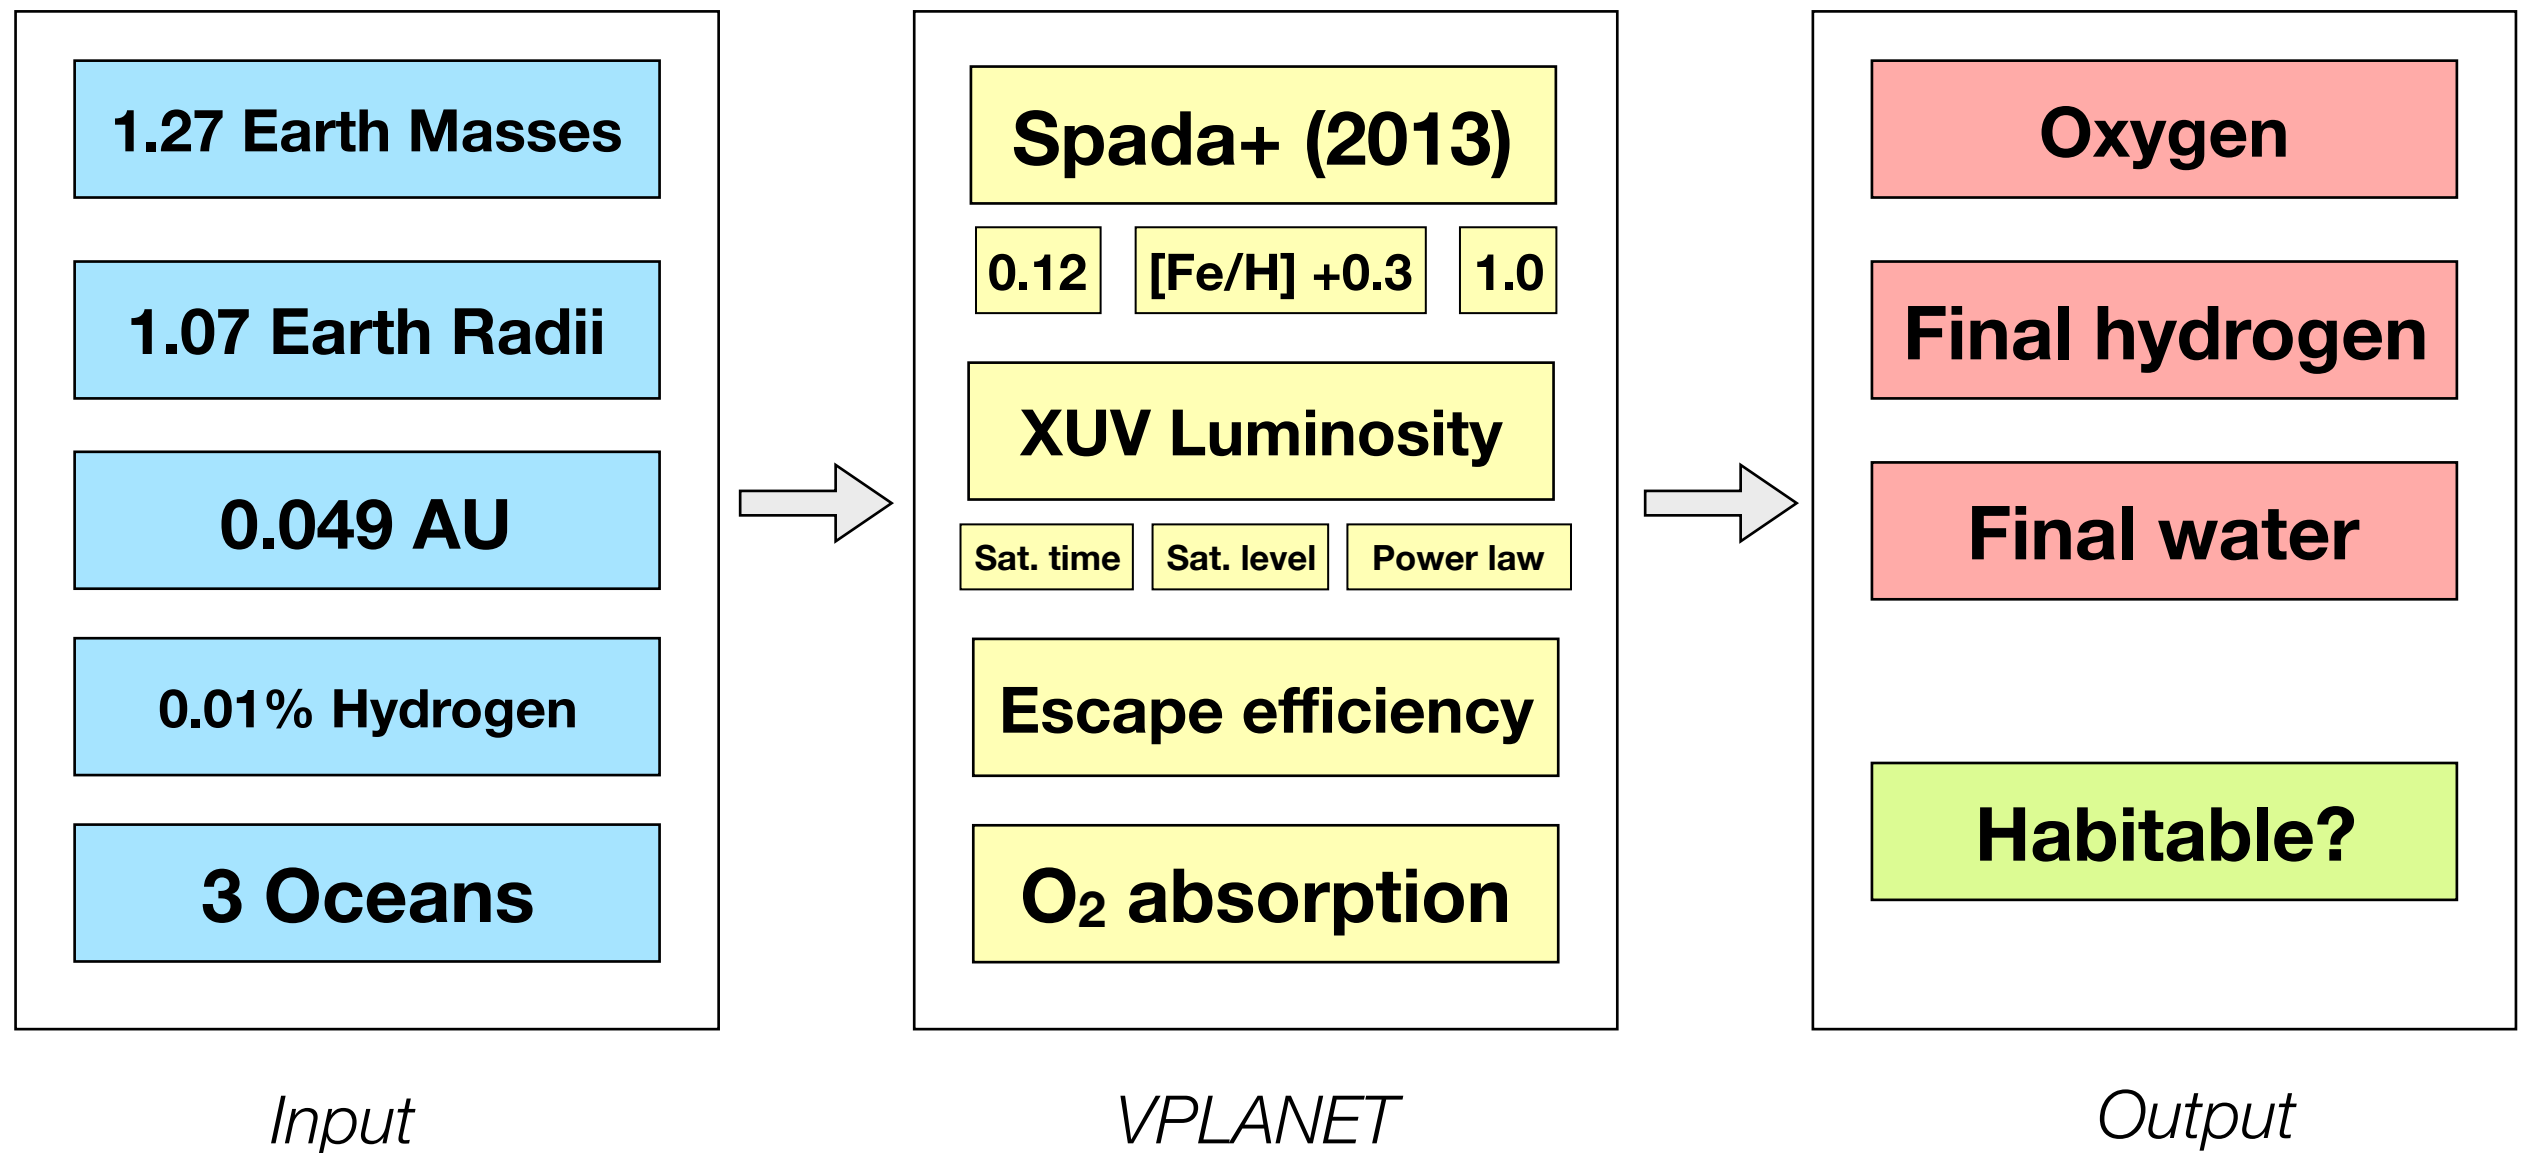 1.27 Earth Masses
1.07 Earth Radii
0.049 AU
0.01% Hydrogen
3 Oceans
Input
Spada+ (2013)
0.12 [Fe/H] +0.3 1.0
XUV Luminosity
Sat. time Sat. level Power law
Escape efficiency
O₂ absorption
VPLANET
Oxygen
Final hydrogen
Final water
Habitable?
Output